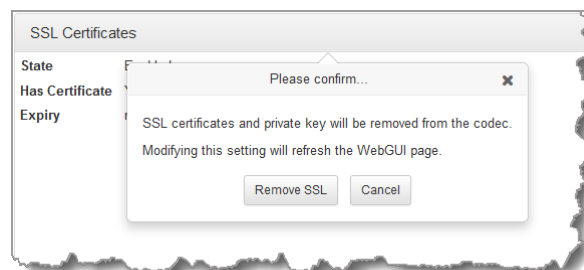 SSL Certificates
State
Has Certificate
Expiry
Please confirm...
SSL certificates and private key will be removed from the codec.
Modifying this setting will refresh the WebGUI page.
Remove SSL Cancel